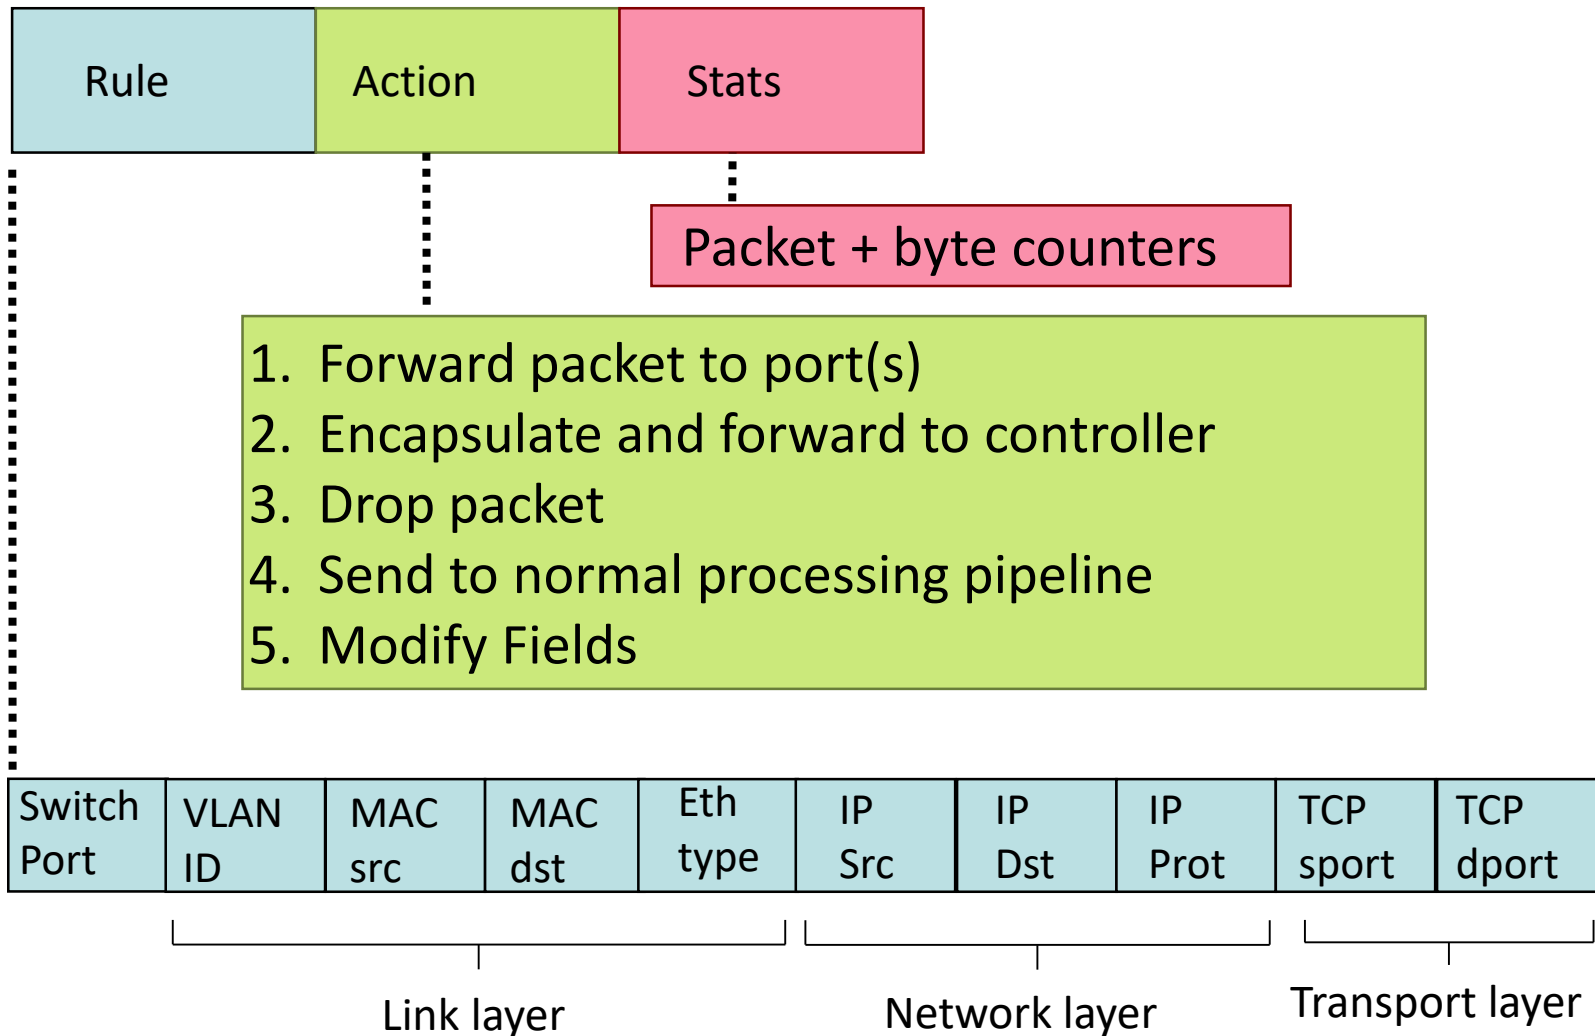 Rule
Action
Stats
Packet + byte counters
1. Forward packet to port(s)
2. Encapsulate and forward to controller
3. Drop packet
4. Send to normal processing pipeline
5. Modify Fields
Switch
Port
VLAN
ID
MAC
src
MAC
dst
Eth
type
IP
Src
IP
Dst
IP
Prot
TCP
sport
TCP
dport
Link layer
Network layer
Transport layer